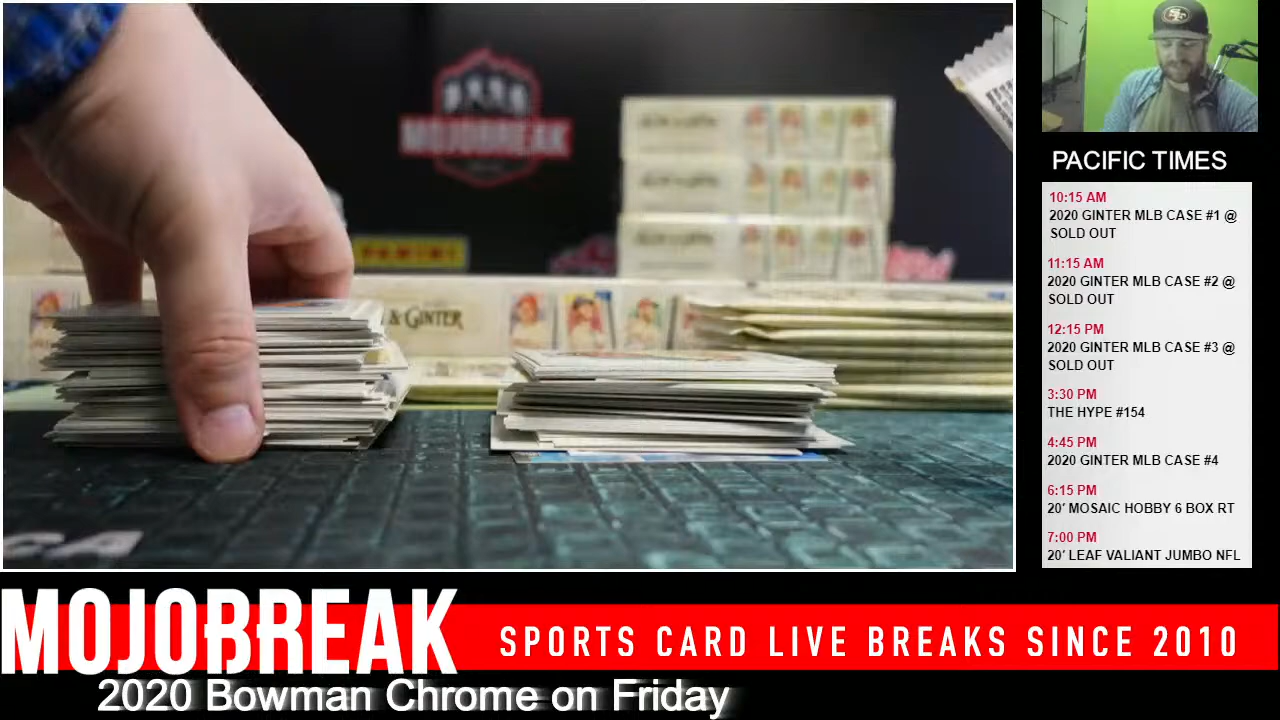 MOJOBREAK
PANINI
& GINTER
CA
PACIFIC TIMES
10:15 AM
2020 GINTER MLB CASE #1 @
SOLD OUT
11:15 AM
2020 GINTER MLB CASE #2 @
SOLD OUT
12:15 PM
2020 GINTER MLB CASE #3 @
SOLD OUT
3:30 PM
THE HYPE #154
4:45 PM
2020 GINTER MLB CASE #4
6:15 PM
20' MOSAIC HOBBY 6 BOX RT
7:00 PM
20' LEAF VALIANT JUMBO NFL
MOJOBREAK
SPORTS CARD LIVE BREAKS SINCE 2010
2020 Bowman Chrome on Friday